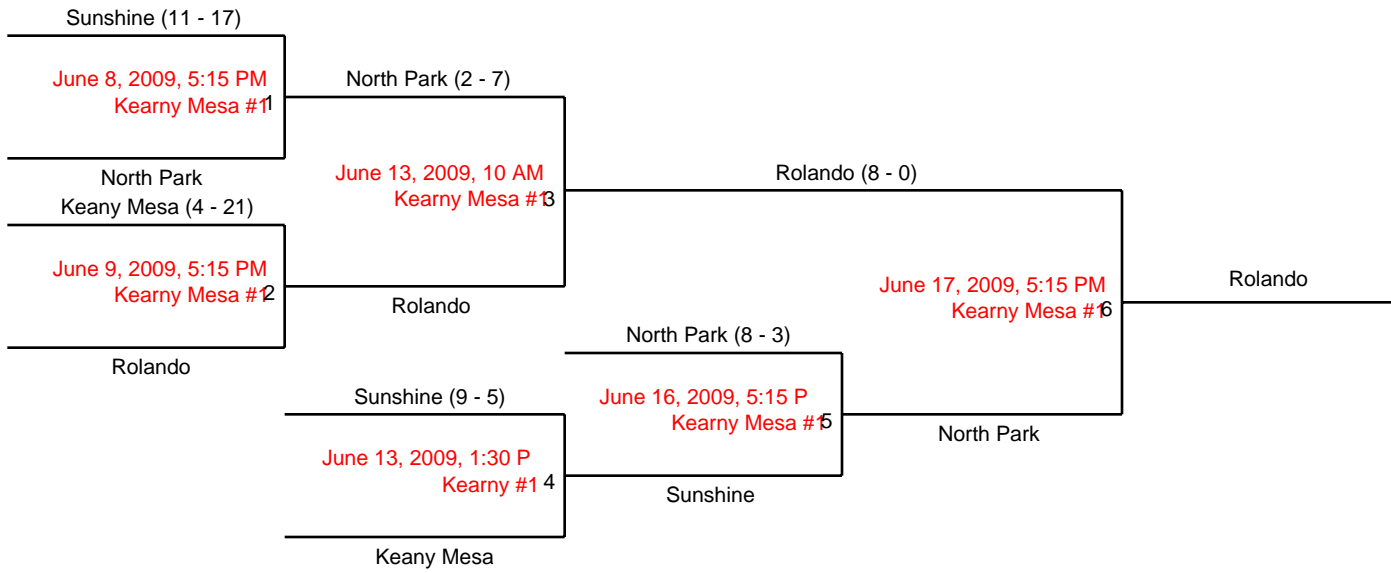 Sunshine (11 - 17)
June 8, 2009, 5:15 PM
Kearny Mesa #1
1
North Park
North Park (2 - 7)
Keany Mesa (4 - 21)
June 9, 2009, 5:15 PM
Kearny Mesa #1
2
Rolando
June 13, 2009, 10 AM
Kearny Mesa #1
3
Rolando
Rolando (8 - 0)
Sunshine (9 - 5)
June 13, 2009, 1:30 P
Kearny #1
4
Keany Mesa
North Park (8 - 3)
June 16, 2009, 5:15 P
Kearny Mesa #1
5
Sunshine
June 17, 2009, 5:15 PM
Kearny Mesa #1
6
North Park
Rolando